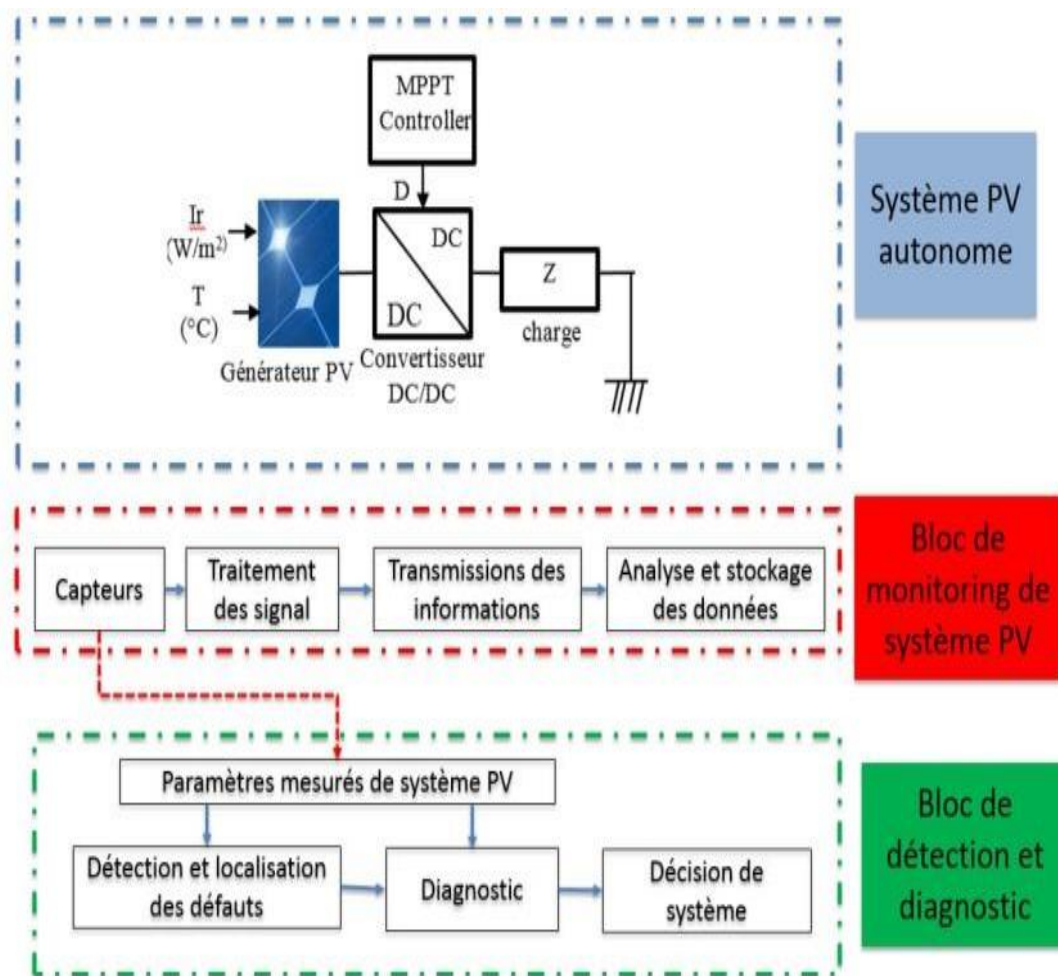 MPPT
Controller
D
Ir
(W/m²)
T
(°C)
DC
DC
Z
charge
Générateur PV
Convertisseur
DC/DC
Système PV
autonome
Capteurs
Traitement
des signal
Transmissions des
informations
Analyse et stockage
des données
Bloc de
monitoring de
système PV
Paramètres mesurés de système PV
Détection et localisation
des défauts
Diagnostic
Décision de
système
Bloc de
détection et
diagnostic